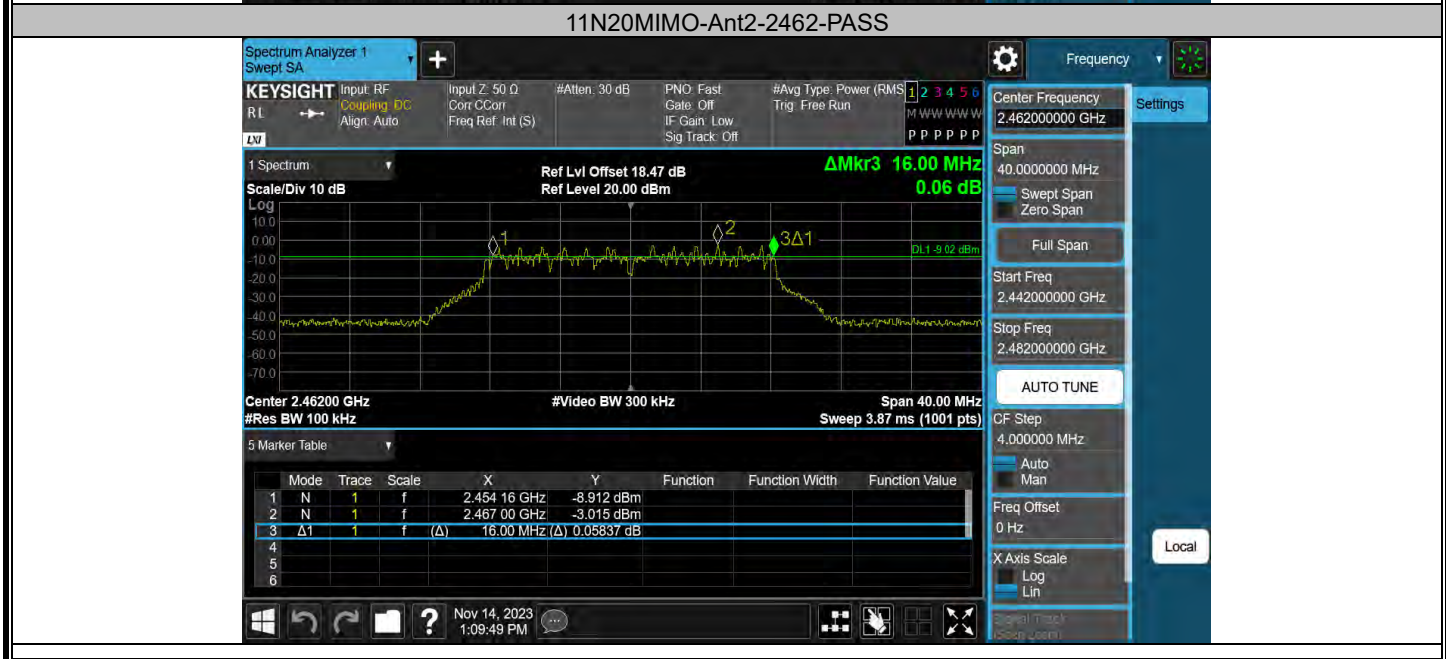 11N20MIMO-Ant2-2462-PASS
Spectrum Analyzer 1
Swept SA
Frequency
KEYSIGHT
RL
LXI
Input: RF
Coupling: DC
Align: Auto
Input Z: 50 Ω
Corr CCorr
Freq Ref: Int (S)
#Atten: 30 dB
PNO: Fast
Gate: Off
IF Gain: Low
Sig Track: Off
#Avg Type: Power (RMS
Trig: Free Run
1 2 3 4 5 6
M W W W W W
P P P P P P
1 Spectrum
Scale/Div 10 dB
Ref Lvl Offset 18.47 dB
Ref Level 20.00 dBm
ΔMkr3 16.00 MHz
0.06 dB
Log
10.0
0.00
-10.0
-20.0
-30.0
-40.0
-50.0
-60.0
-70.0
1
2
3Δ1
DL1 -9.02 dBm
Center 2.46200 GHz
#Video BW 300 kHz
Span 40.00 MHz
#Res BW 100 kHz
Sweep 3.87 ms (1001 pts)
5 Marker Table
Mode Trace Scale X Y Function Function Width Function Value
1 N 1 f 2.454 16 GHz -8.912 dBm
2 N 1 f 2.467 00 GHz -3.015 dBm
3 Δ1 1 f (Δ) 16.00 MHz (Δ) 0.05837 dB
4
5
6
Nov 14, 2023
1:09:49 PM
Center Frequency
2.462000000 GHz
Settings
Span
40.0000000 MHz
Swept Span
Zero Span
Full Span
Start Freq
2.442000000 GHz
Stop Freq
2.482000000 GHz
AUTO TUNE
CF Step
4.000000 MHz
Auto
Man
Freq Offset
0 Hz
X Axis Scale
Log
Lin
Local
Signal Track
(Span Zoom)